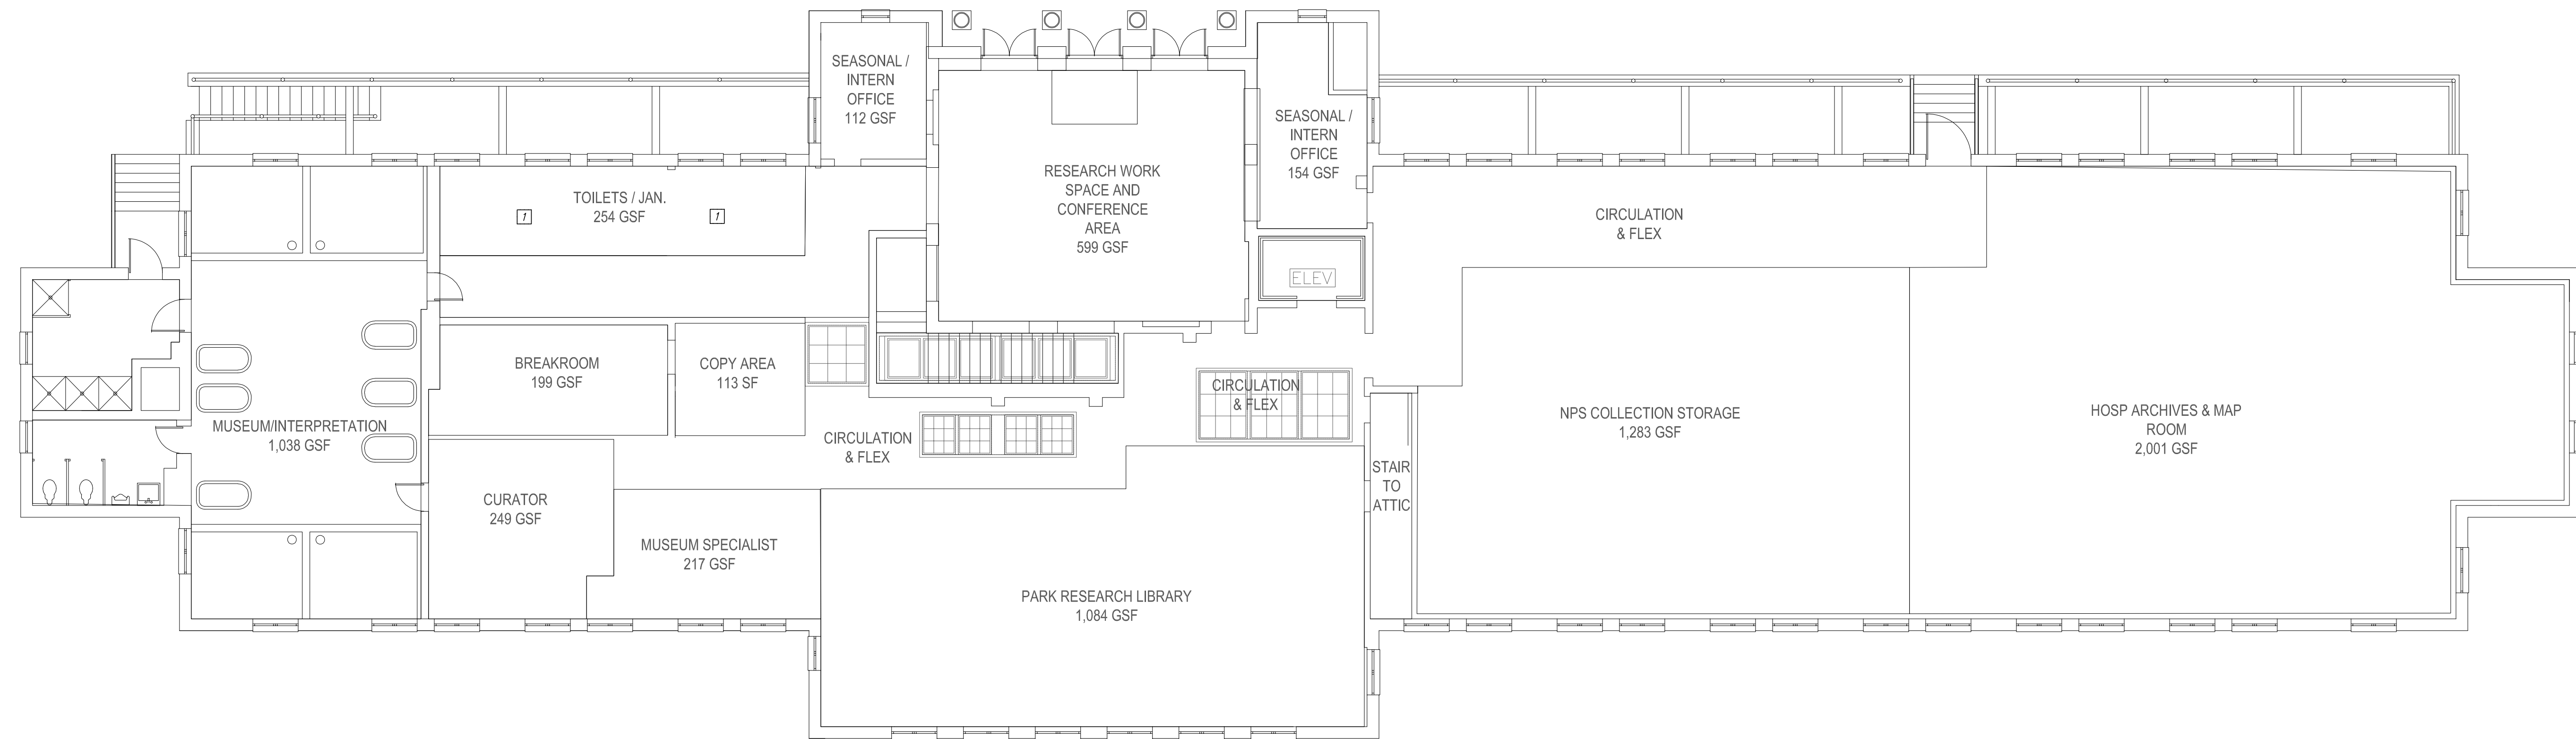 SEASONAL /
INTERN
OFFICE
112 GSF
SEASONAL /
INTERN
OFFICE
154 GSF
RESEARCH WORK
SPACE AND
CONFERENCE
AREA
599 GSF
TOILETS / JAN.
254 GSF
1
1
CIRCULATION
& FLEX
ELEV
BREAKROOM
199 GSF
COPY AREA
113 SF
CIRCULATION
& FLEX
MUSEUM/INTERPRETATION
1,038 GSF
CIRCULATION
& FLEX
NPS COLLECTION STORAGE
1,283 GSF
HOSP ARCHIVES & MAP
ROOM
2,001 GSF
STAIR
TO
ATTIC
CURATOR
249 GSF
MUSEUM SPECIALIST
217 GSF
PARK RESEARCH LIBRARY
1,084 GSF